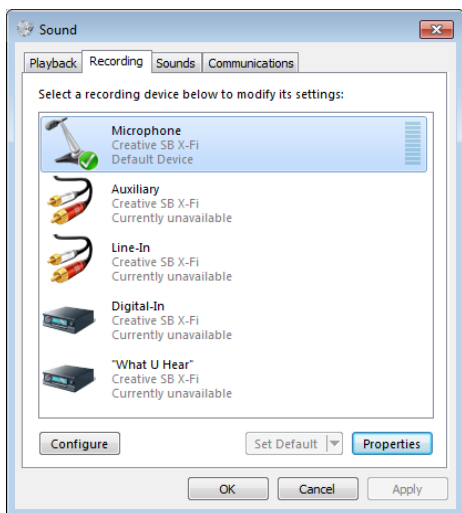 Sound
Playback Recording Sounds Communications
Select a recording device below to modify its settings:
Microphone
Creative SB X-Fi
Default Device
Auxiliary
Creative SB X-Fi
Currently unavailable
Line-In
Creative SB X-Fi
Currently unavailable
Digital-In
Creative SB X-Fi
Currently unavailable
"What U Hear"
Creative SB X-Fi
Currently unavailable
Configure Set Default Properties
OK Cancel Apply